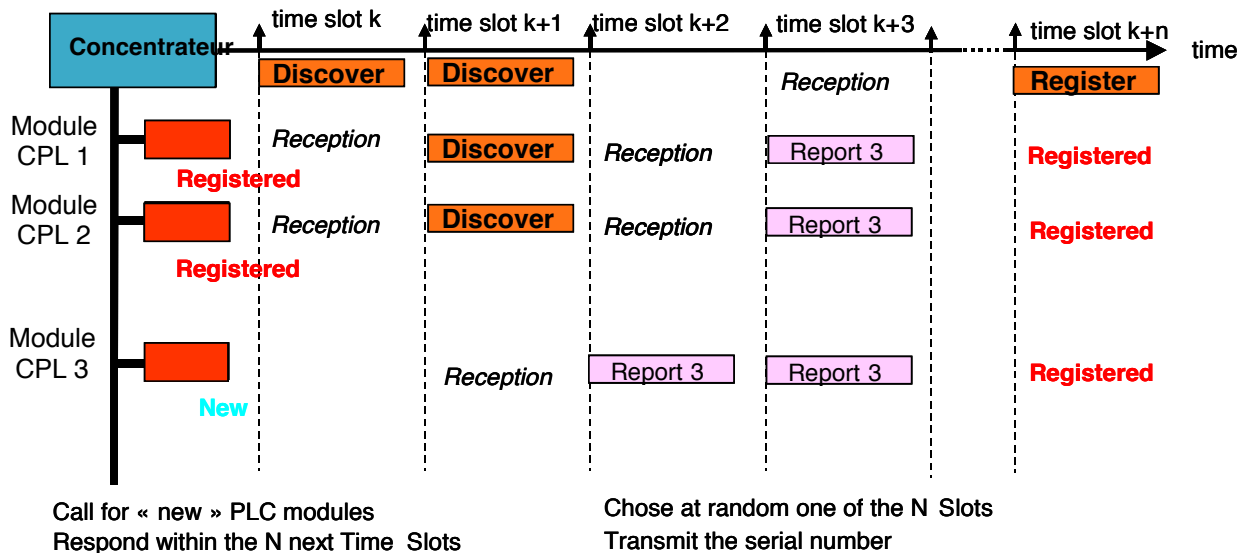 time slot k
time slot k+1
time slot k+2
time slot k+3
time slot k+n
Concentrateur
time
Discover
Discover
Reception
Register
Module
CPL 1
Reception
Discover
Reception
Report 3
Registered
Registered
Module
CPL 2
Reception
Discover
Reception
Report 3
Registered
Registered
Module
CPL 3
Reception
Report 3
Report 3
Registered
New
Call for « new » PLC modules
Respond within the N next Time Slots
Chose at random one of the N Slots
Transmit the serial number